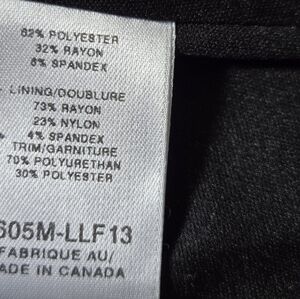 62% POLYESTER
32% RAYON
6% SPANDEX
LINING/DOUBLURE
73% RAYON
23% NYLON
4% SPANDEX
TRIM/GARNITURE
70% POLYURETHAN
30% POLYESTER
605M-LLF13
FABRIQUE AU/
ADE IN CANADA